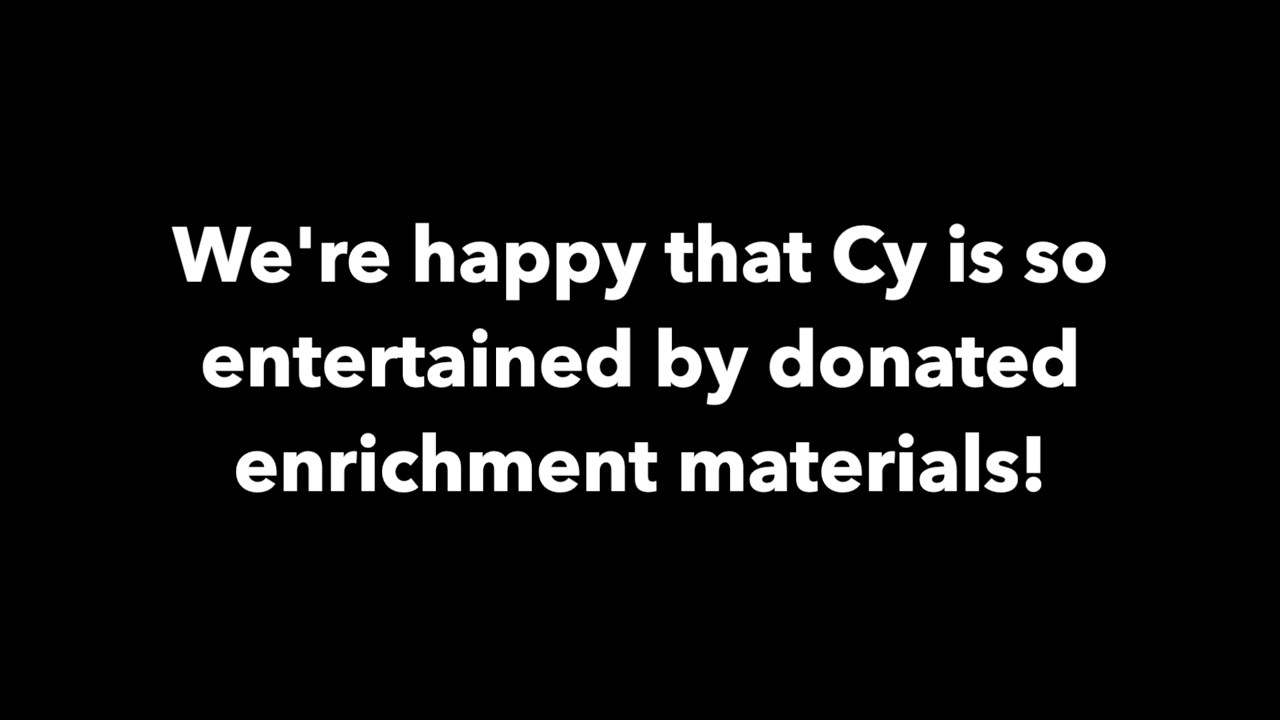 We're happy that Cy is so
entertained by donated
enrichment materials!